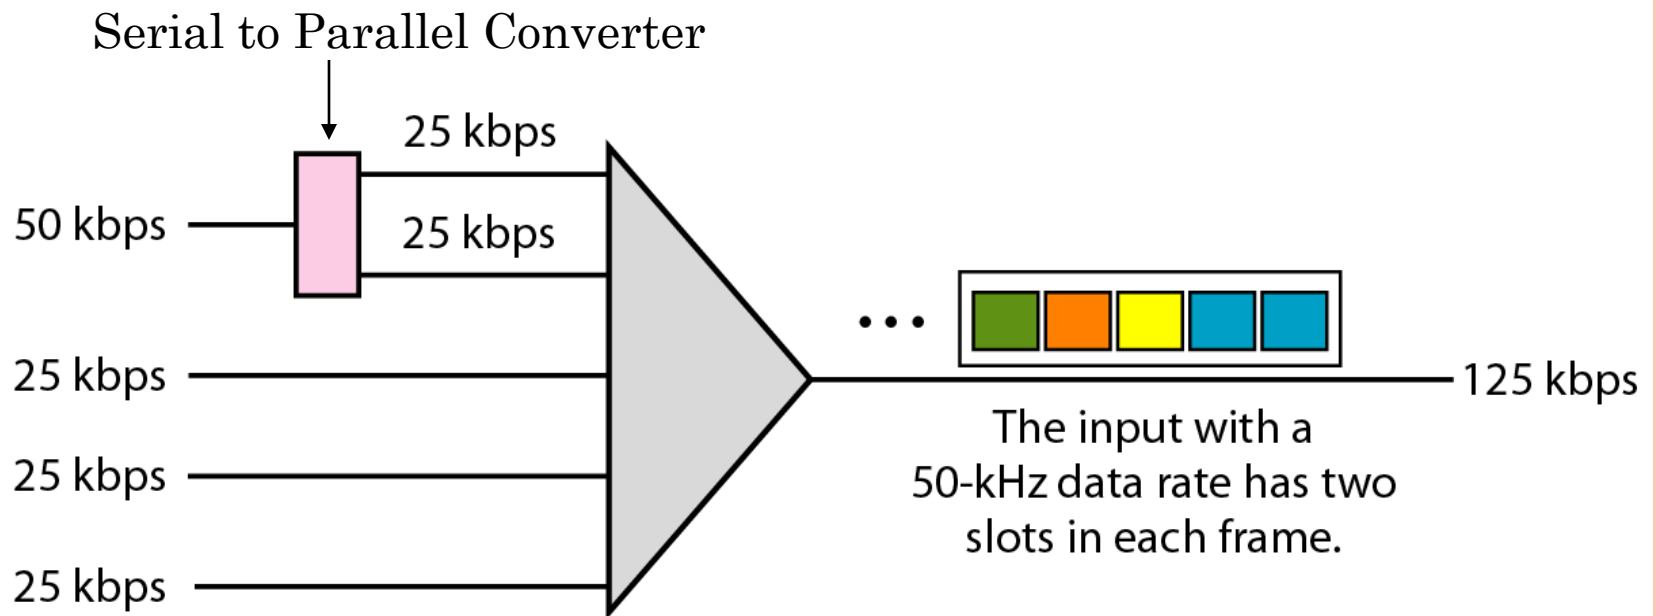 Serial to Parallel Converter
25 kbps
50 kbps
25 kbps
25 kbps
125 kbps
The input with a
50-kHz data rate has two
slots in each frame.
25 kbps
25 kbps